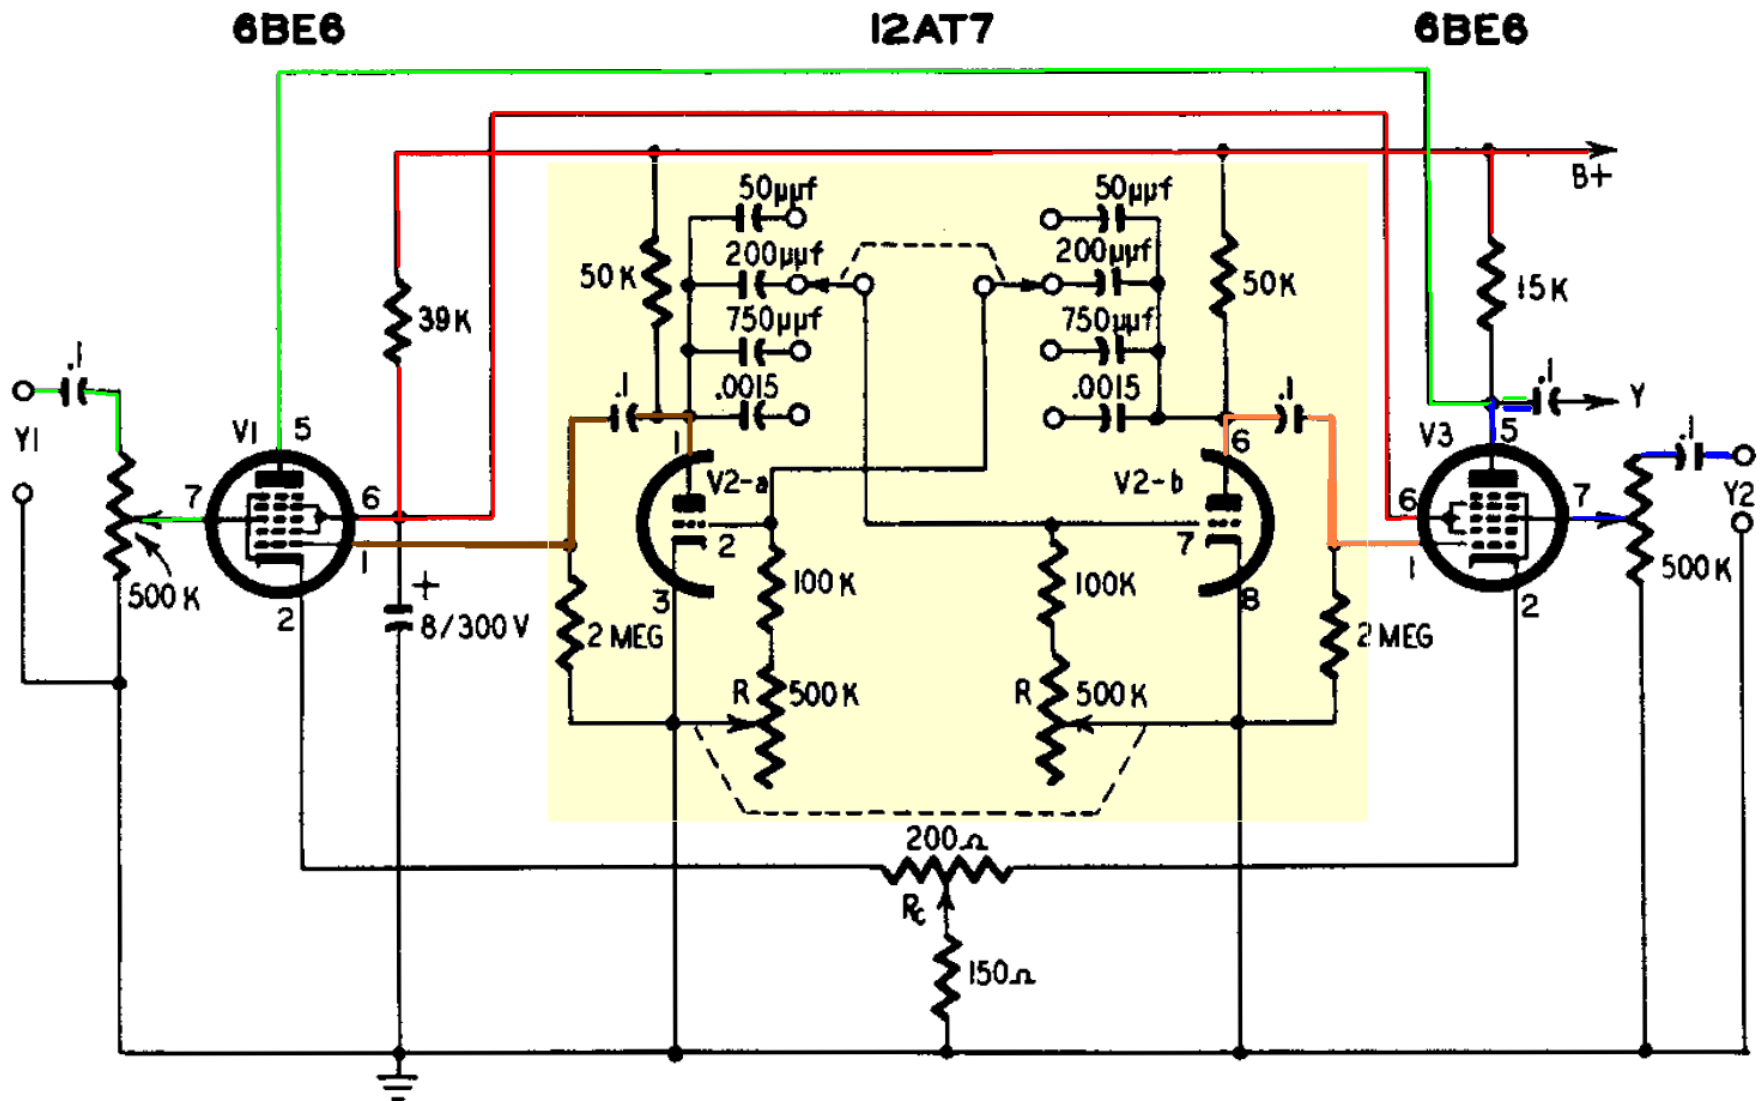 6BE6 12AT7 6BE6
B+
50µµf 50µµf
50K 200µµf 200µµf 50K 15K
39K 750µµf 750µµf
.1 .0015 .0015 .1 .1 Y
.1
Y1 V1 5 1 6 V3 5 .1
7 6 V2-a V2-b 6 7 Y2
2 7
500K 1 100K 100K 1 500K
2 + 3 8 2
8/300V 2 MEG 2 MEG
R 500K R 500K
200Ω
Rc
150Ω